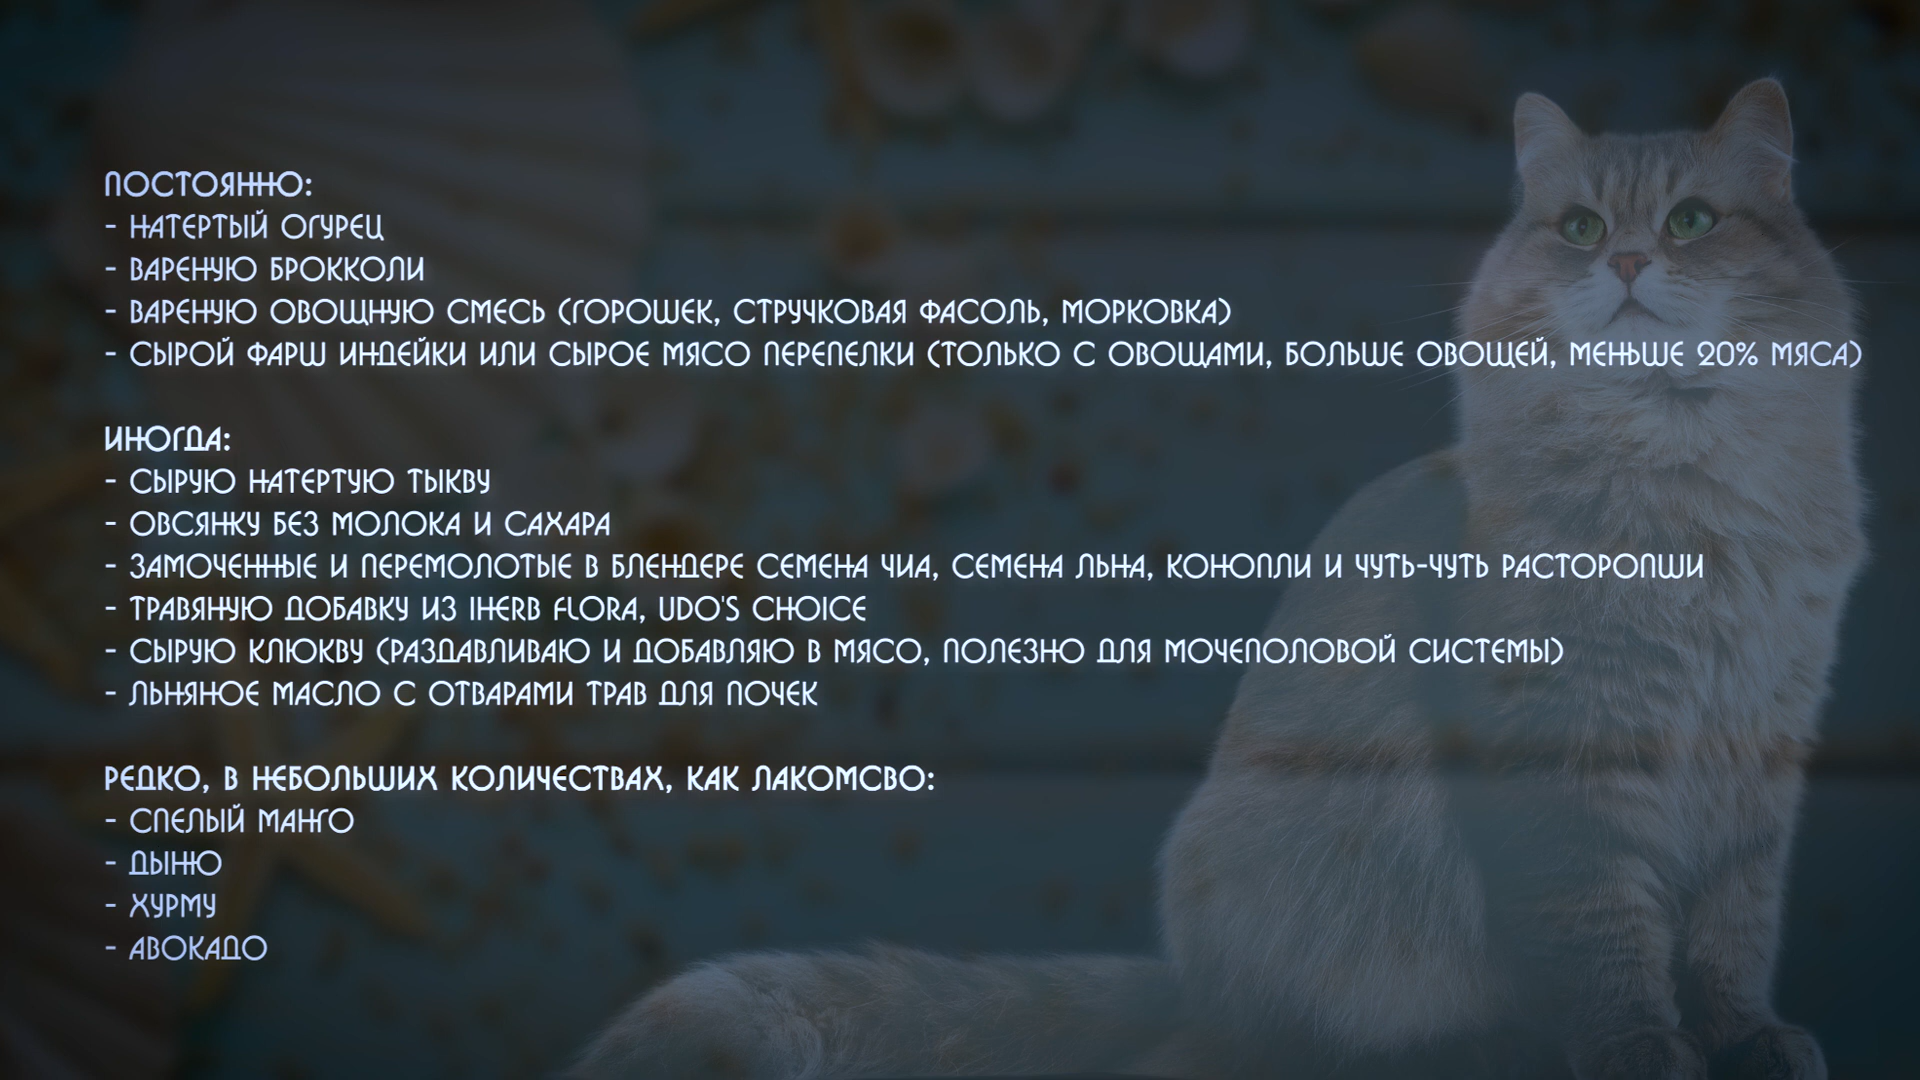 ПОСТОЯННО:
- НАТЕРТЫЙ ОГУРЕЦ
- ВАРЕНУЮ БРОККОЛИ
- ВАРЕНУЮ ОВОЩНУЮ СМЕСЬ (ГОРОШЕК, СТРУЧКОВАЯ ФАСОЛЬ, МОРКОВКА)
- СЫРОЙ ФАРШ ИНДЕЙКИ ИЛИ СЫРОЕ МЯСО ПЕРЕПЕЛКИ (ТОЛЬКО С ОВОЩАМИ, БОЛЬШЕ ОВОЩЕЙ, МЕНЬШЕ 20% МЯСА)
ИНОГДА:
- СЫРУЮ НАТЕРТУЮ ТЫКВУ
- ОВСЯНКУ БЕЗ МОЛОКА И САХАРА
- ЗАМОЧЕННЫЕ И ПЕРЕМОЛОТЫЕ В БЛЕНДЕРЕ СЕМЕНА ЧИА, СЕМЕНА ЛЬНА, КОНОПЛИ И ЧУТЬ-ЧУТЬ РАСТОРОПШИ
- ТРАВЯНУЮ ДОБАВКУ ИЗ IHERB FLORA, UDO'S CHOICE
- СЫРУЮ КЛЮКВУ (РАЗДАВЛИВАЮ И ДОБАВЛЯЮ В МЯСО, ПОЛЕЗНО ДЛЯ МОЧЕПОЛОВОЙ СИСТЕМЫ)
- ЛЬНЯНОЕ МАСЛО С ОТВАРАМИ ТРАВ ДЛЯ ПОЧЕК
РЕДКО, В НЕБОЛЬШИХ КОЛИЧЕСТВАХ, КАК ЛАКОМСВО:
- СПЕЛЫЙ МАНГО
- ДЫНЮ
- ХУРМУ
- АВОКАДО